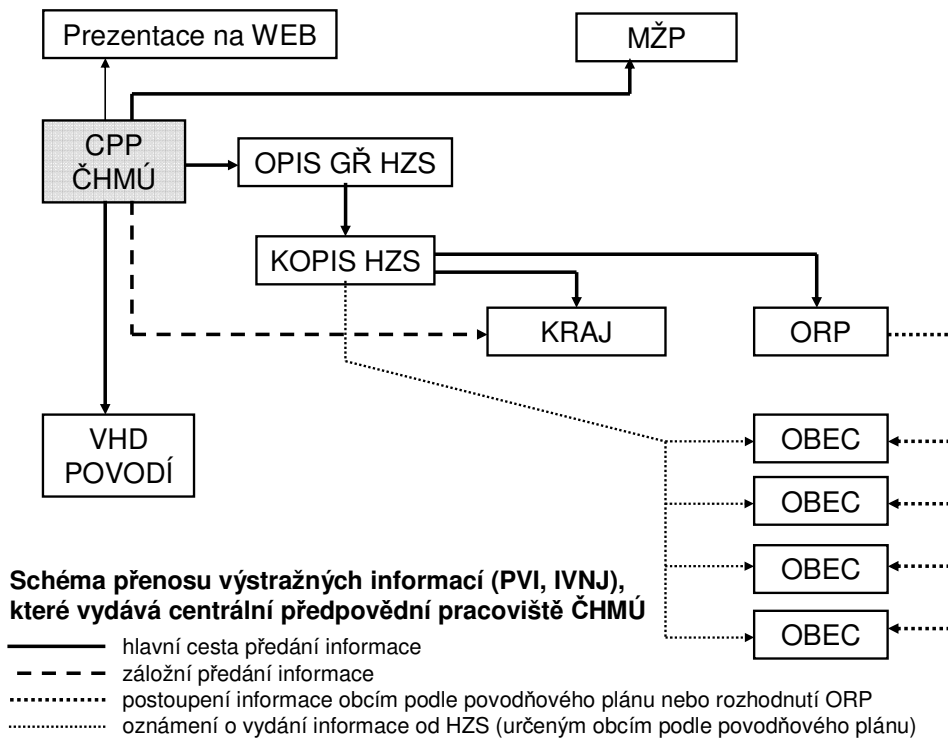 Prezentace na WEB
MŽP
CPP
ČHMÚ
OPIS GŘ HZS
KOPIS HZS
KRAJ
ORP
VHD
POVODÍ
OBEC
OBEC
OBEC
OBEC
Schéma přenosu výstražných informací (PVI, IVNJ),
které vydává centrální předpovědní pracoviště ČHMÚ
hlavní cesta předání informace
záložní předání informace
postoupení informace obcím podle povodňového plánu nebo rozhodnutí ORP
oznámení o vydání informace od HZS (určeným obcím podle povodňového plánu)